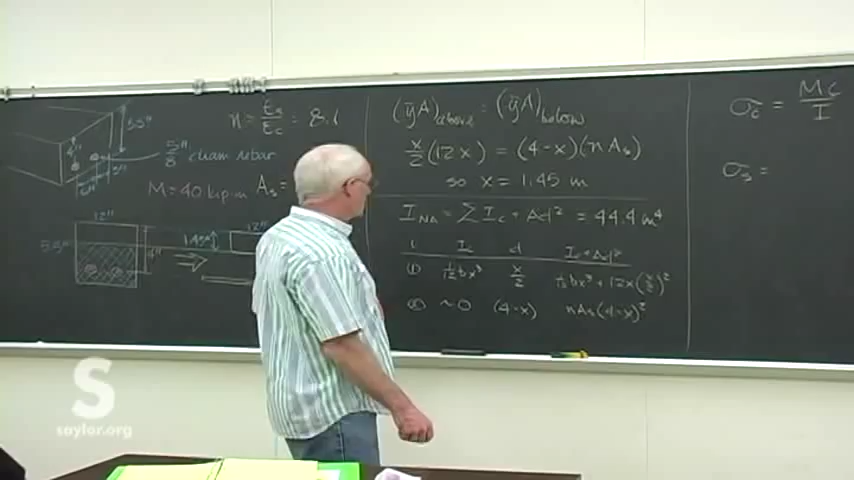 n = Es/Ec = 8.1
5.5"
4"
5/8" diam rebar
6"
M = 40 kip·in
As =
12"
5.5"
4"
1.45"
12"
(ȳA)above = (ȳA)below
x/2 (12x) = (4-x)(nAs)
so x = 1.45 in
INA = ∑ Ic + Ad² = 44.4 in⁴
i Ic d Ic + Ad²
① 1/12 bx³ x/2 1/12 bx³ + 12x(x/2)²
② ~0 (4-x) nAs(4-x)²
σc = Mc/I
σs =
S
saylor.org